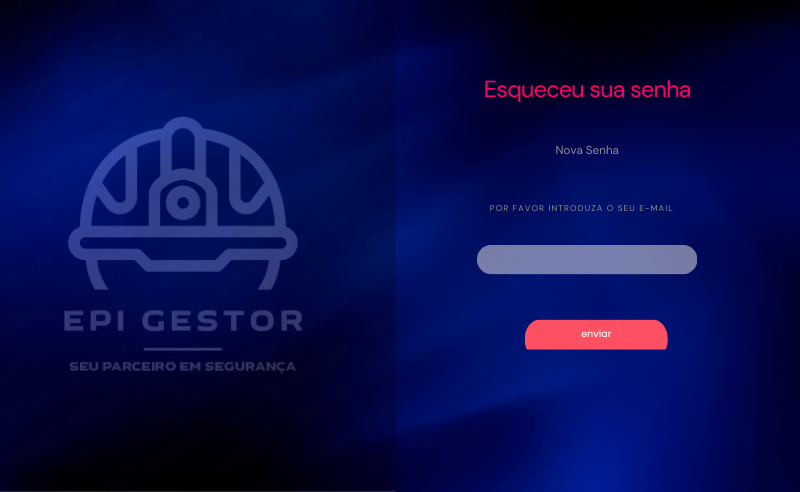 EPI GESTOR
SEU PARCEIRO EM SEGURANÇA
Esqueceu sua senha
Nova Senha
POR FAVOR INTRODUZA O SEU E-MAIL
enviar